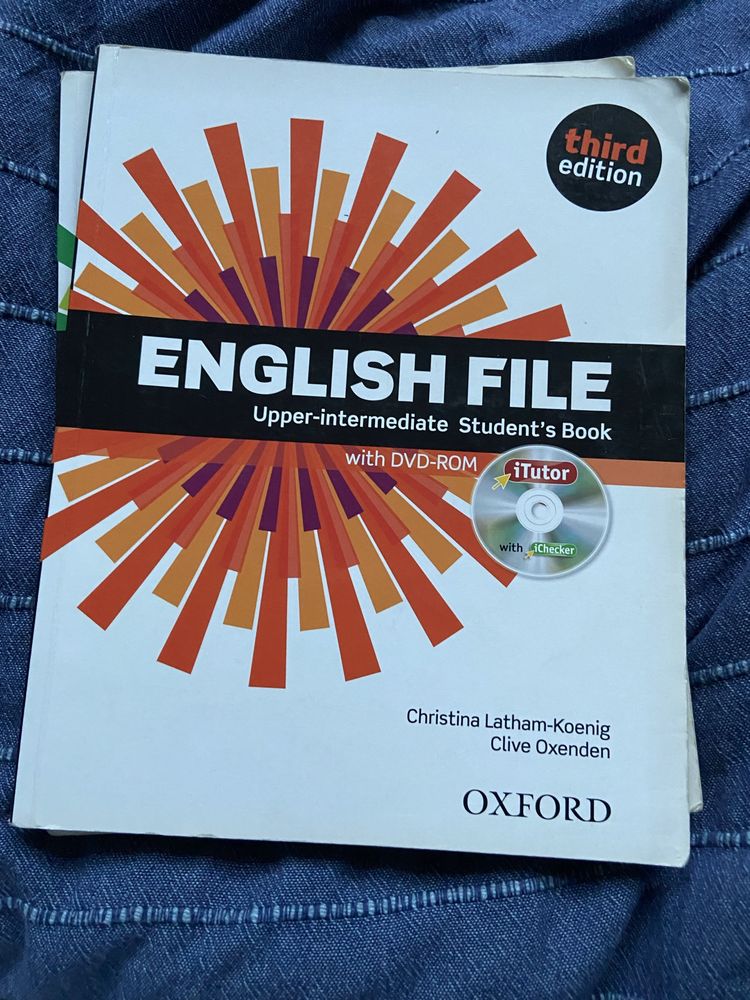 third
edition
ENGLISH FILE
Upper-intermediate Student's Book
with DVD-ROM
iTutor
with iChecker
Christina Latham-Koenig
Clive Oxenden
OXFORD